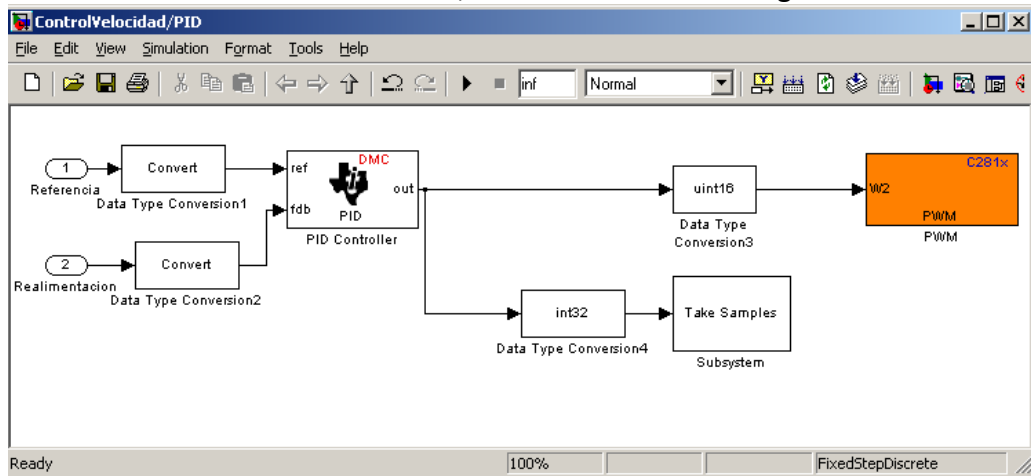 ControlVelocidad/PID
File Edit View Simulation Format Tools Help
inf Normal
1
Referencia
Convert
Data Type Conversion1
2
Realimentacion
Convert
Data Type Conversion2
DMC
ref
fdb
out
PID
PID Controller
uint16
Data Type
Conversion3
C281x
W2
PWM
PWM
int32
Data Type Conversion4
Take Samples
Subsystem
Ready 100% FixedStepDiscrete